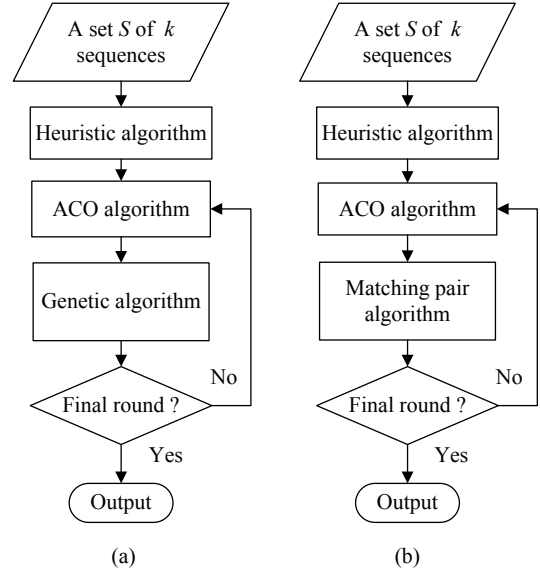 A set S of k
sequences
Heuristic algorithm
ACO algorithm
Genetic algorithm
No
Final round ?
Yes
Output
(a)
A set S of k
sequences
Heuristic algorithm
ACO algorithm
Matching pair
algorithm
No
Final round ?
Yes
Output
(b)